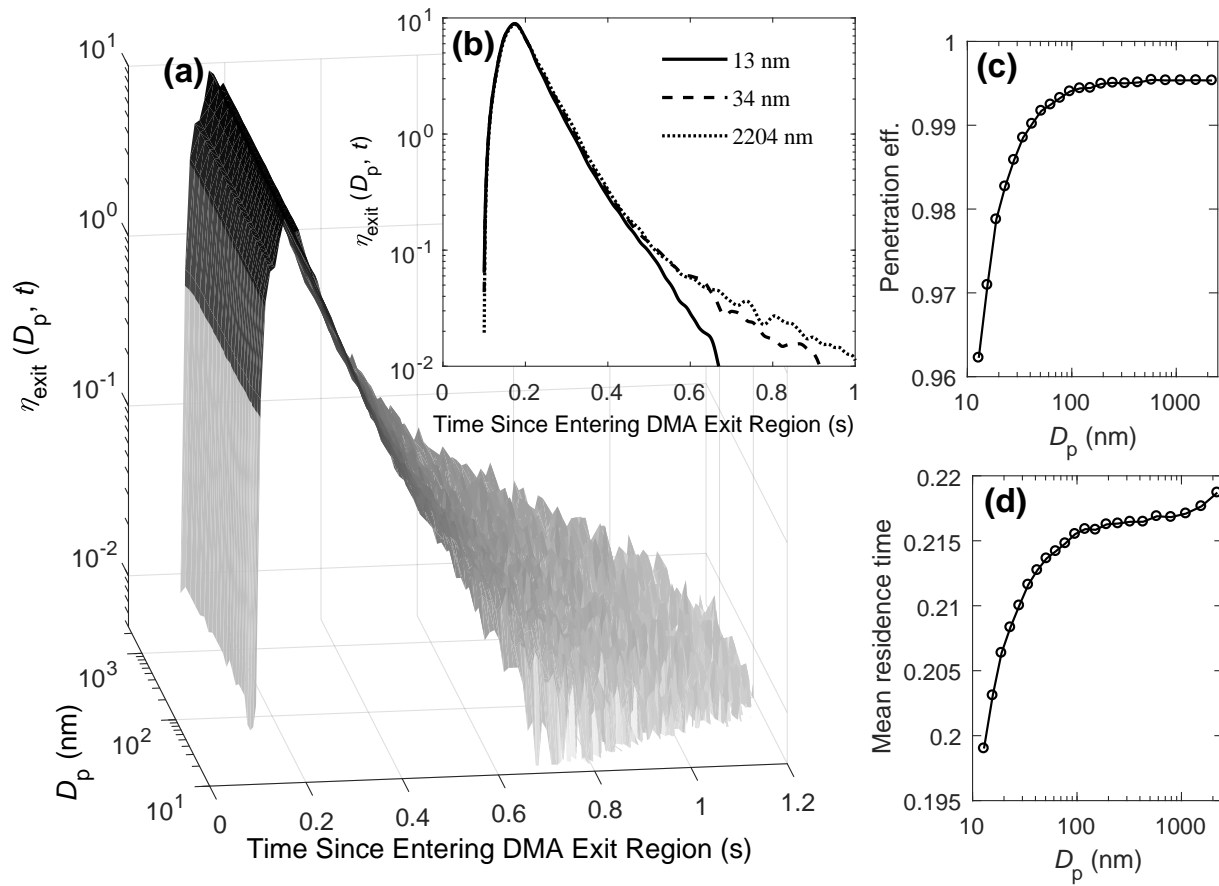 (a)
10^1
10^0
10^-1
10^-2
η_exit (D_p, t)
10^3
10^2
10^1
D_p (nm)
0
0.2
0.4
0.6
0.8
1
1.2
Time Since Entering DMA Exit Region (s)
(b)
10^1
10^0
10^-1
10^-2
η_exit (D_p, t)
13 nm
34 nm
2204 nm
0 0.2 0.4 0.6 0.8 1
Time Since Entering DMA Exit Region (s)
(c)
1
0.99
0.98
0.97
0.96
Penetration eff.
10 100 1000
D_p (nm)
(d)
0.22
0.215
0.21
0.205
0.2
0.195
Mean residence time
10 100 1000
D_p (nm)